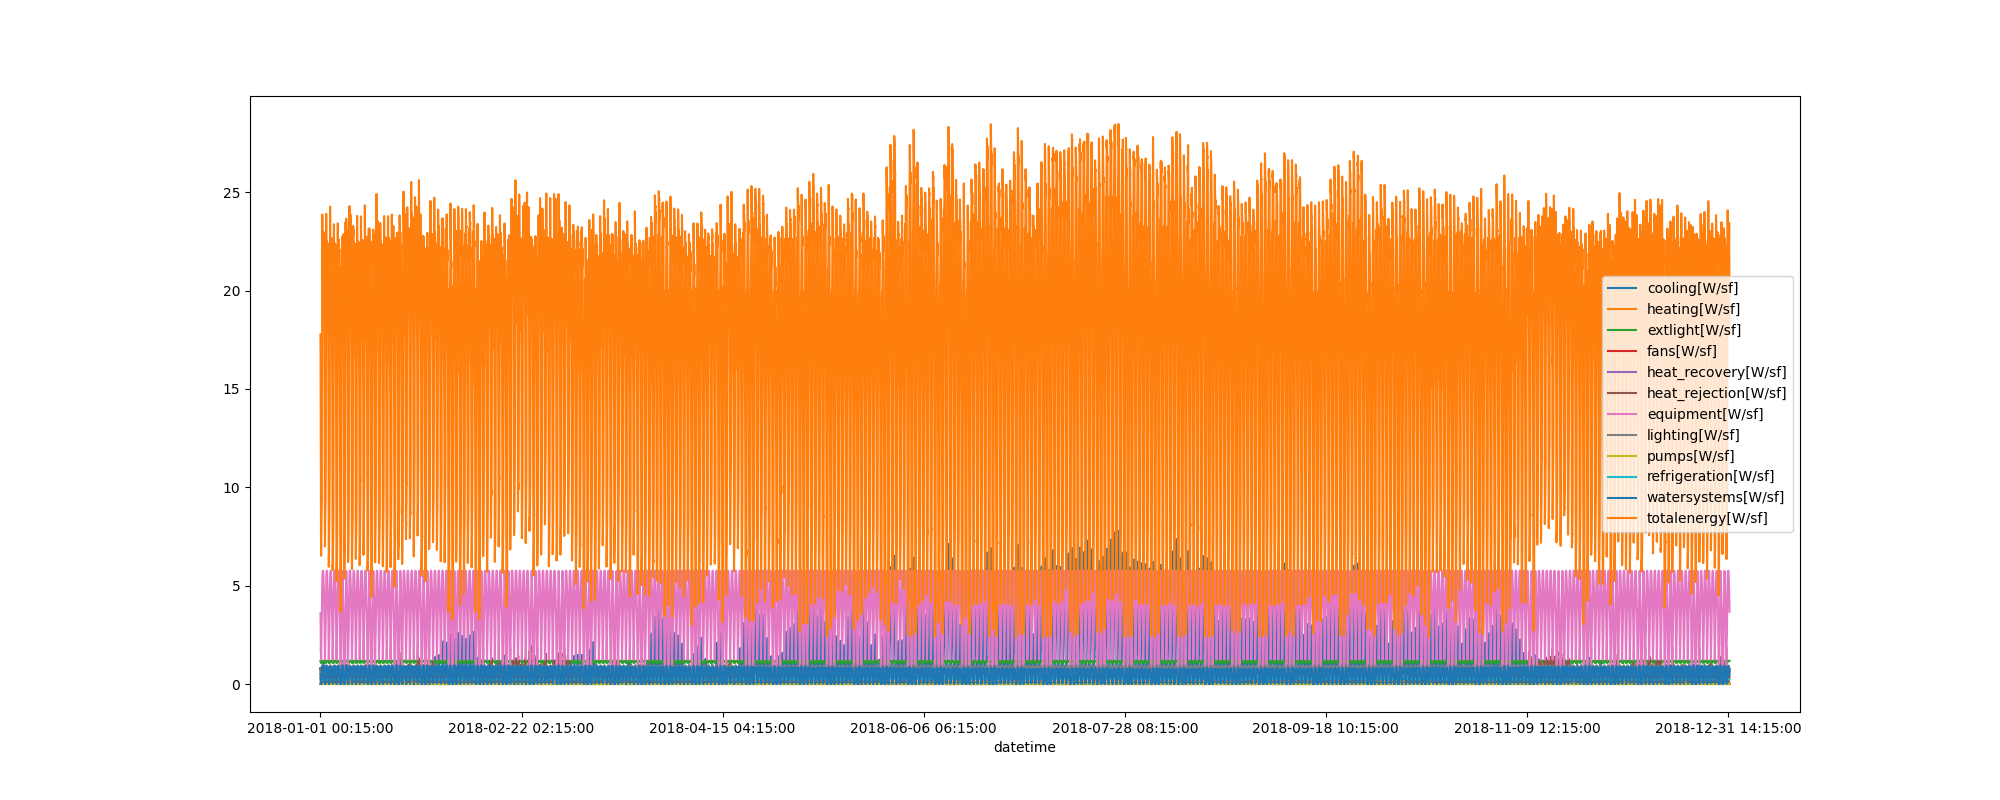 25
20
15
10
5
0
cooling[W/sf]
heating[W/sf]
extlight[W/sf]
fans[W/sf]
heat_recovery[W/sf]
heat_rejection[W/sf]
equipment[W/sf]
lighting[W/sf]
pumps[W/sf]
refrigeration[W/sf]
watersystems[W/sf]
totalenergy[W/sf]
2018-01-01 00:15:00 2018-02-22 02:15:00 2018-04-15 04:15:00 2018-06-06 06:15:00 2018-07-28 08:15:00 2018-09-18 10:15:00 2018-11-09 12:15:00 2018-12-31 14:15:00
datetime